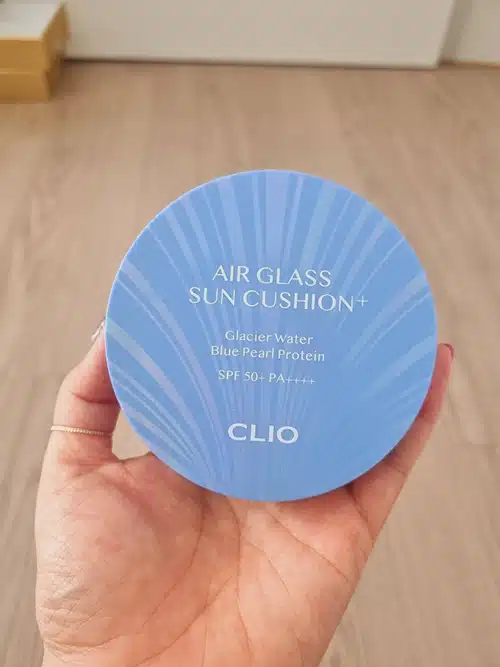 AIR GLASS
SUN CUSHION+
Glacier Water
Blue Pearl Protein
SPF 50+ PA++++
CLIO